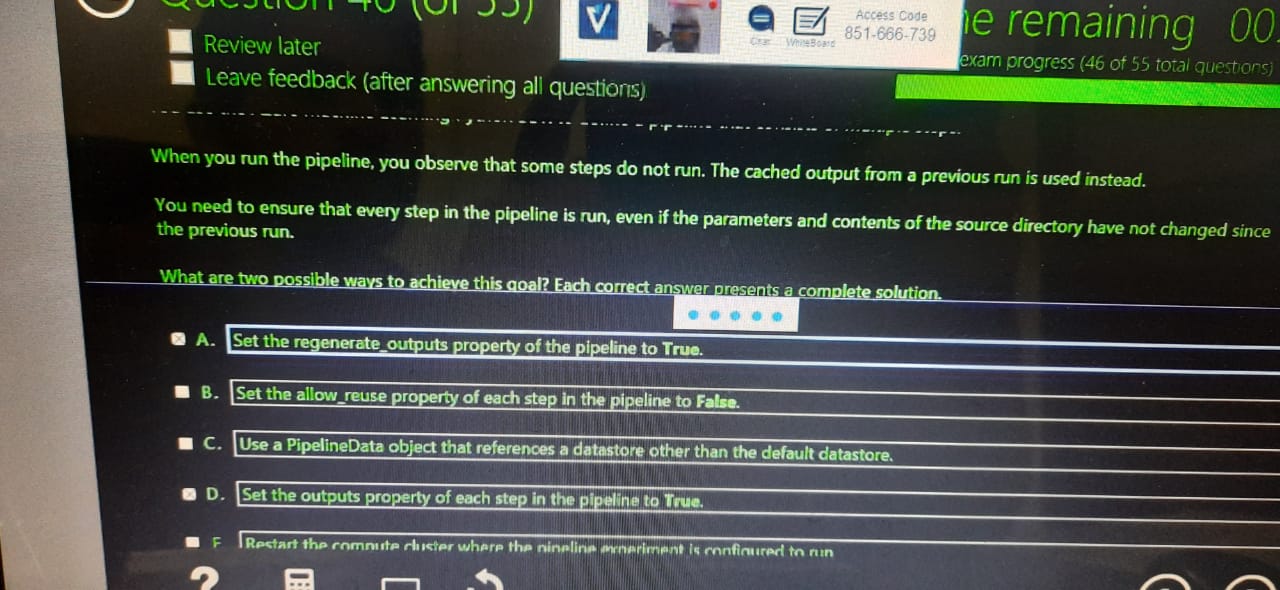 Question 46 (of 55)
Review later
Leave feedback (after answering all questions)
Chat
WhiteBoard
Access Code
851-666-739
e remaining 00
exam progress (46 of 55 total questions)
When you run the pipeline, you observe that some steps do not run. The cached output from a previous run is used instead.
You need to ensure that every step in the pipeline is run, even if the parameters and contents of the source directory have not changed since
the previous run.
What are two possible ways to achieve this goal? Each correct answer presents a complete solution.
A. Set the regenerate_outputs property of the pipeline to True.
B. Set the allow_reuse property of each step in the pipeline to False.
C. Use a PipelineData object that references a datastore other than the default datastore.
D. Set the outputs property of each step in the pipeline to True.
Restart the compute cluster where the pipeline experiment is configured to run
?